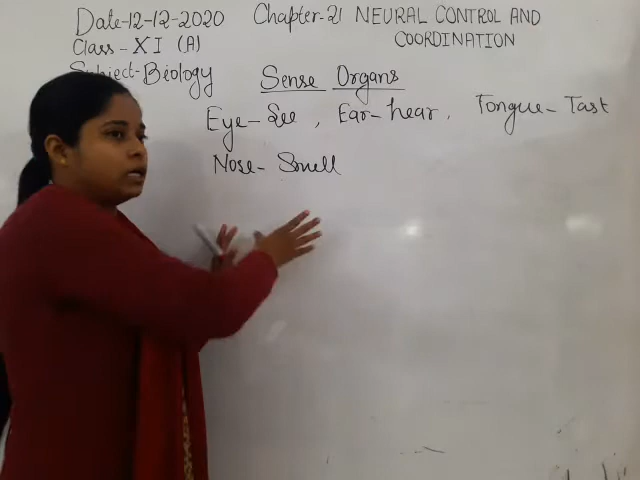 Date-12-12-2020 Chapter-21 NEURAL CONTROL AND
Class-XI (A) COORDINATION
Subject-Biology
Sense Organs
Eye-See, Ear-hear, Tongue-Tast
Nose-Smell